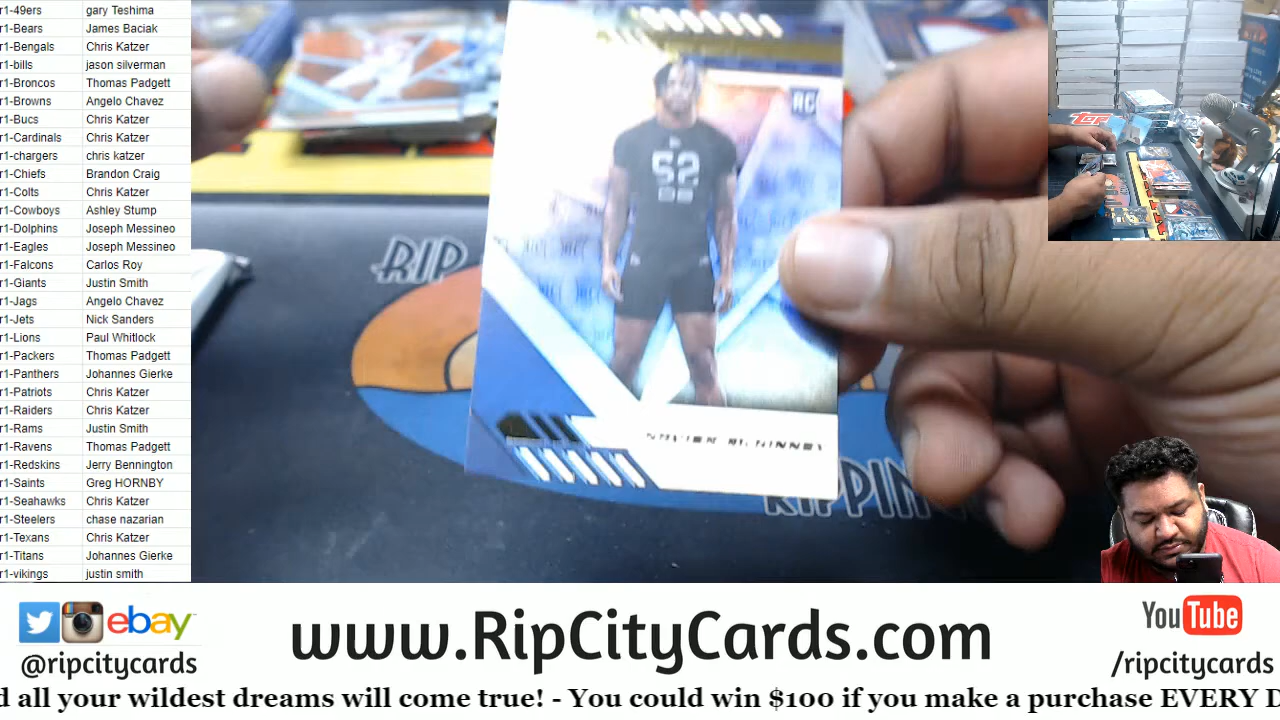 r1-49ers gary Teshima
r1-Bears James Baciak
r1-Bengals Chris Katzer
r1-bills jason silverman
r1-Broncos Thomas Padgett
r1-Browns Angelo Chavez
r1-Bucs Chris Katzer
r1-Cardinals Chris Katzer
r1-chargers chris katzer
r1-Chiefs Brandon Craig
r1-Colts Chris Katzer
r1-Cowboys Ashley Stump
r1-Dolphins Joseph Messineo
r1-Eagles Joseph Messineo
r1-Falcons Carlos Roy
r1-Giants Justin Smith
r1-Jags Angelo Chavez
r1-Jets Nick Sanders
r1-Lions Paul Whitlock
r1-Packers Thomas Padgett
r1-Panthers Johannes Gierke
r1-Patriots Chris Katzer
r1-Raiders Chris Katzer
r1-Rams Justin Smith
r1-Ravens Thomas Padgett
r1-Redskins Jerry Bennington
r1-Saints Greg HORNBY
r1-Seahawks Chris Katzer
r1-Steelers chase nazarian
r1-Texans Chris Katzer
r1-Titans Johannes Gierke
r1-vikings justin smith
RC
52
RIP
RIPPIN
ebay
@ripcitycards
www.RipCityCards.com
YouTube
/ripcitycards
d all your wildest dreams will come true! - You could win $100 if you make a purchase EVERY D